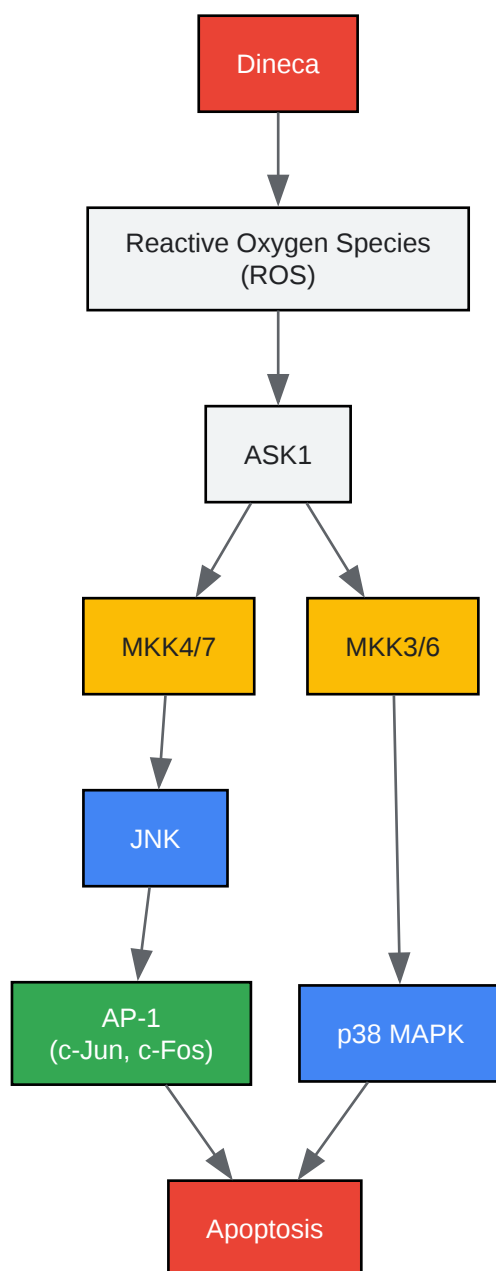 Dineca
Reactive Oxygen Species
(ROS)
ASK1
MKK4/7
MKK3/6
JNK
AP-1
(c-Jun, c-Fos)
p38 MAPK
Apoptosis